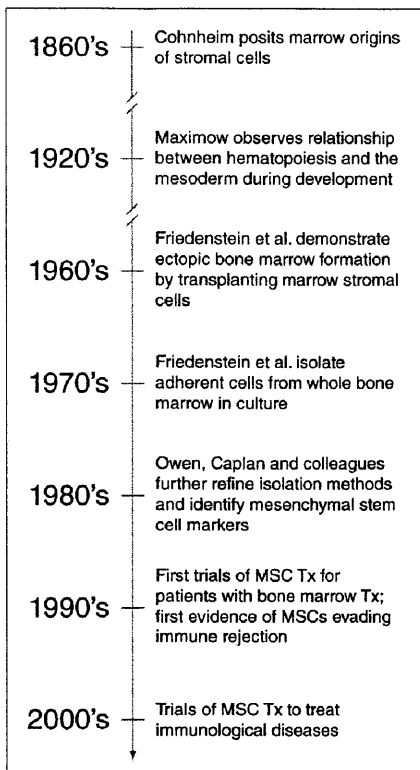 1860's
Cohnheim posits marrow origins
of stromal cells
1920's
Maximow observes relationship
between hematopoiesis and the
mesoderm during development
1960's
Friedenstein et al. demonstrate
ectopic bone marrow formation
by transplanting marrow stromal
cells
1970's
Friedenstein et al. isolate
adherent cells from whole bone
marrow in culture
1980's
Owen, Caplan and colleagues
further refine isolation methods
and identify mesenchymal stem
cell markers
1990's
First trials of MSC Tx for
patients with bone marrow Tx;
first evidence of MSCs evading
immune rejection
2000's
Trials of MSC Tx to treat
immunological diseases